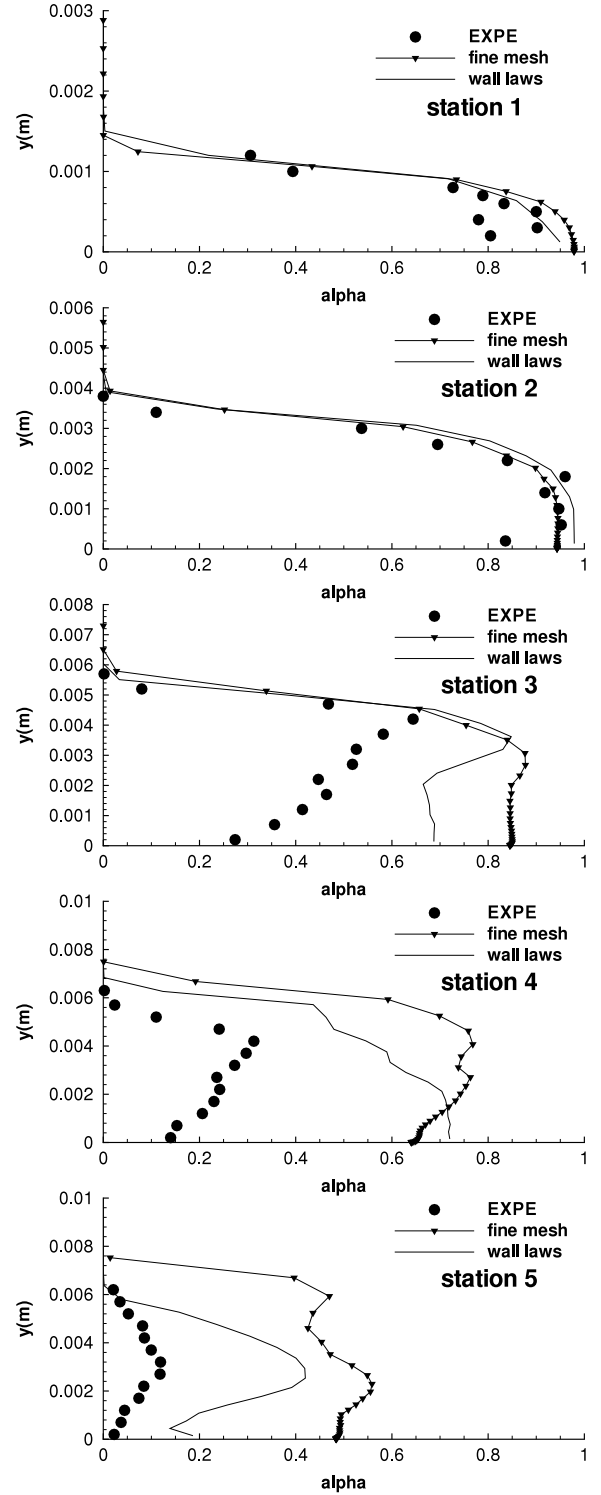 0.003
EXPE
fine mesh
wall laws
station 1
0.002
y(m)
0.001
0
0
0.2
0.4
0.6
0.8
1
alpha
0.006
EXPE
fine mesh
wall laws
station 2
0.005
0.004
y(m)
0.003
0.002
0.001
0
0
0.2
0.4
0.6
0.8
1
alpha
0.008
EXPE
fine mesh
wall laws
station 3
0.007
0.006
0.005
y(m)
0.004
0.003
0.002
0.001
0
0
0.2
0.4
0.6
0.8
1
alpha
0.01
EXPE
fine mesh
wall laws
station 4
0.008
0.006
y(m)
0.004
0.002
0
0
0.2
0.4
0.6
0.8
1
alpha
0.01
EXPE
fine mesh
wall laws
station 5
0.008
0.006
y(m)
0.004
0.002
0
0
0.2
0.4
0.6
0.8
1
alpha